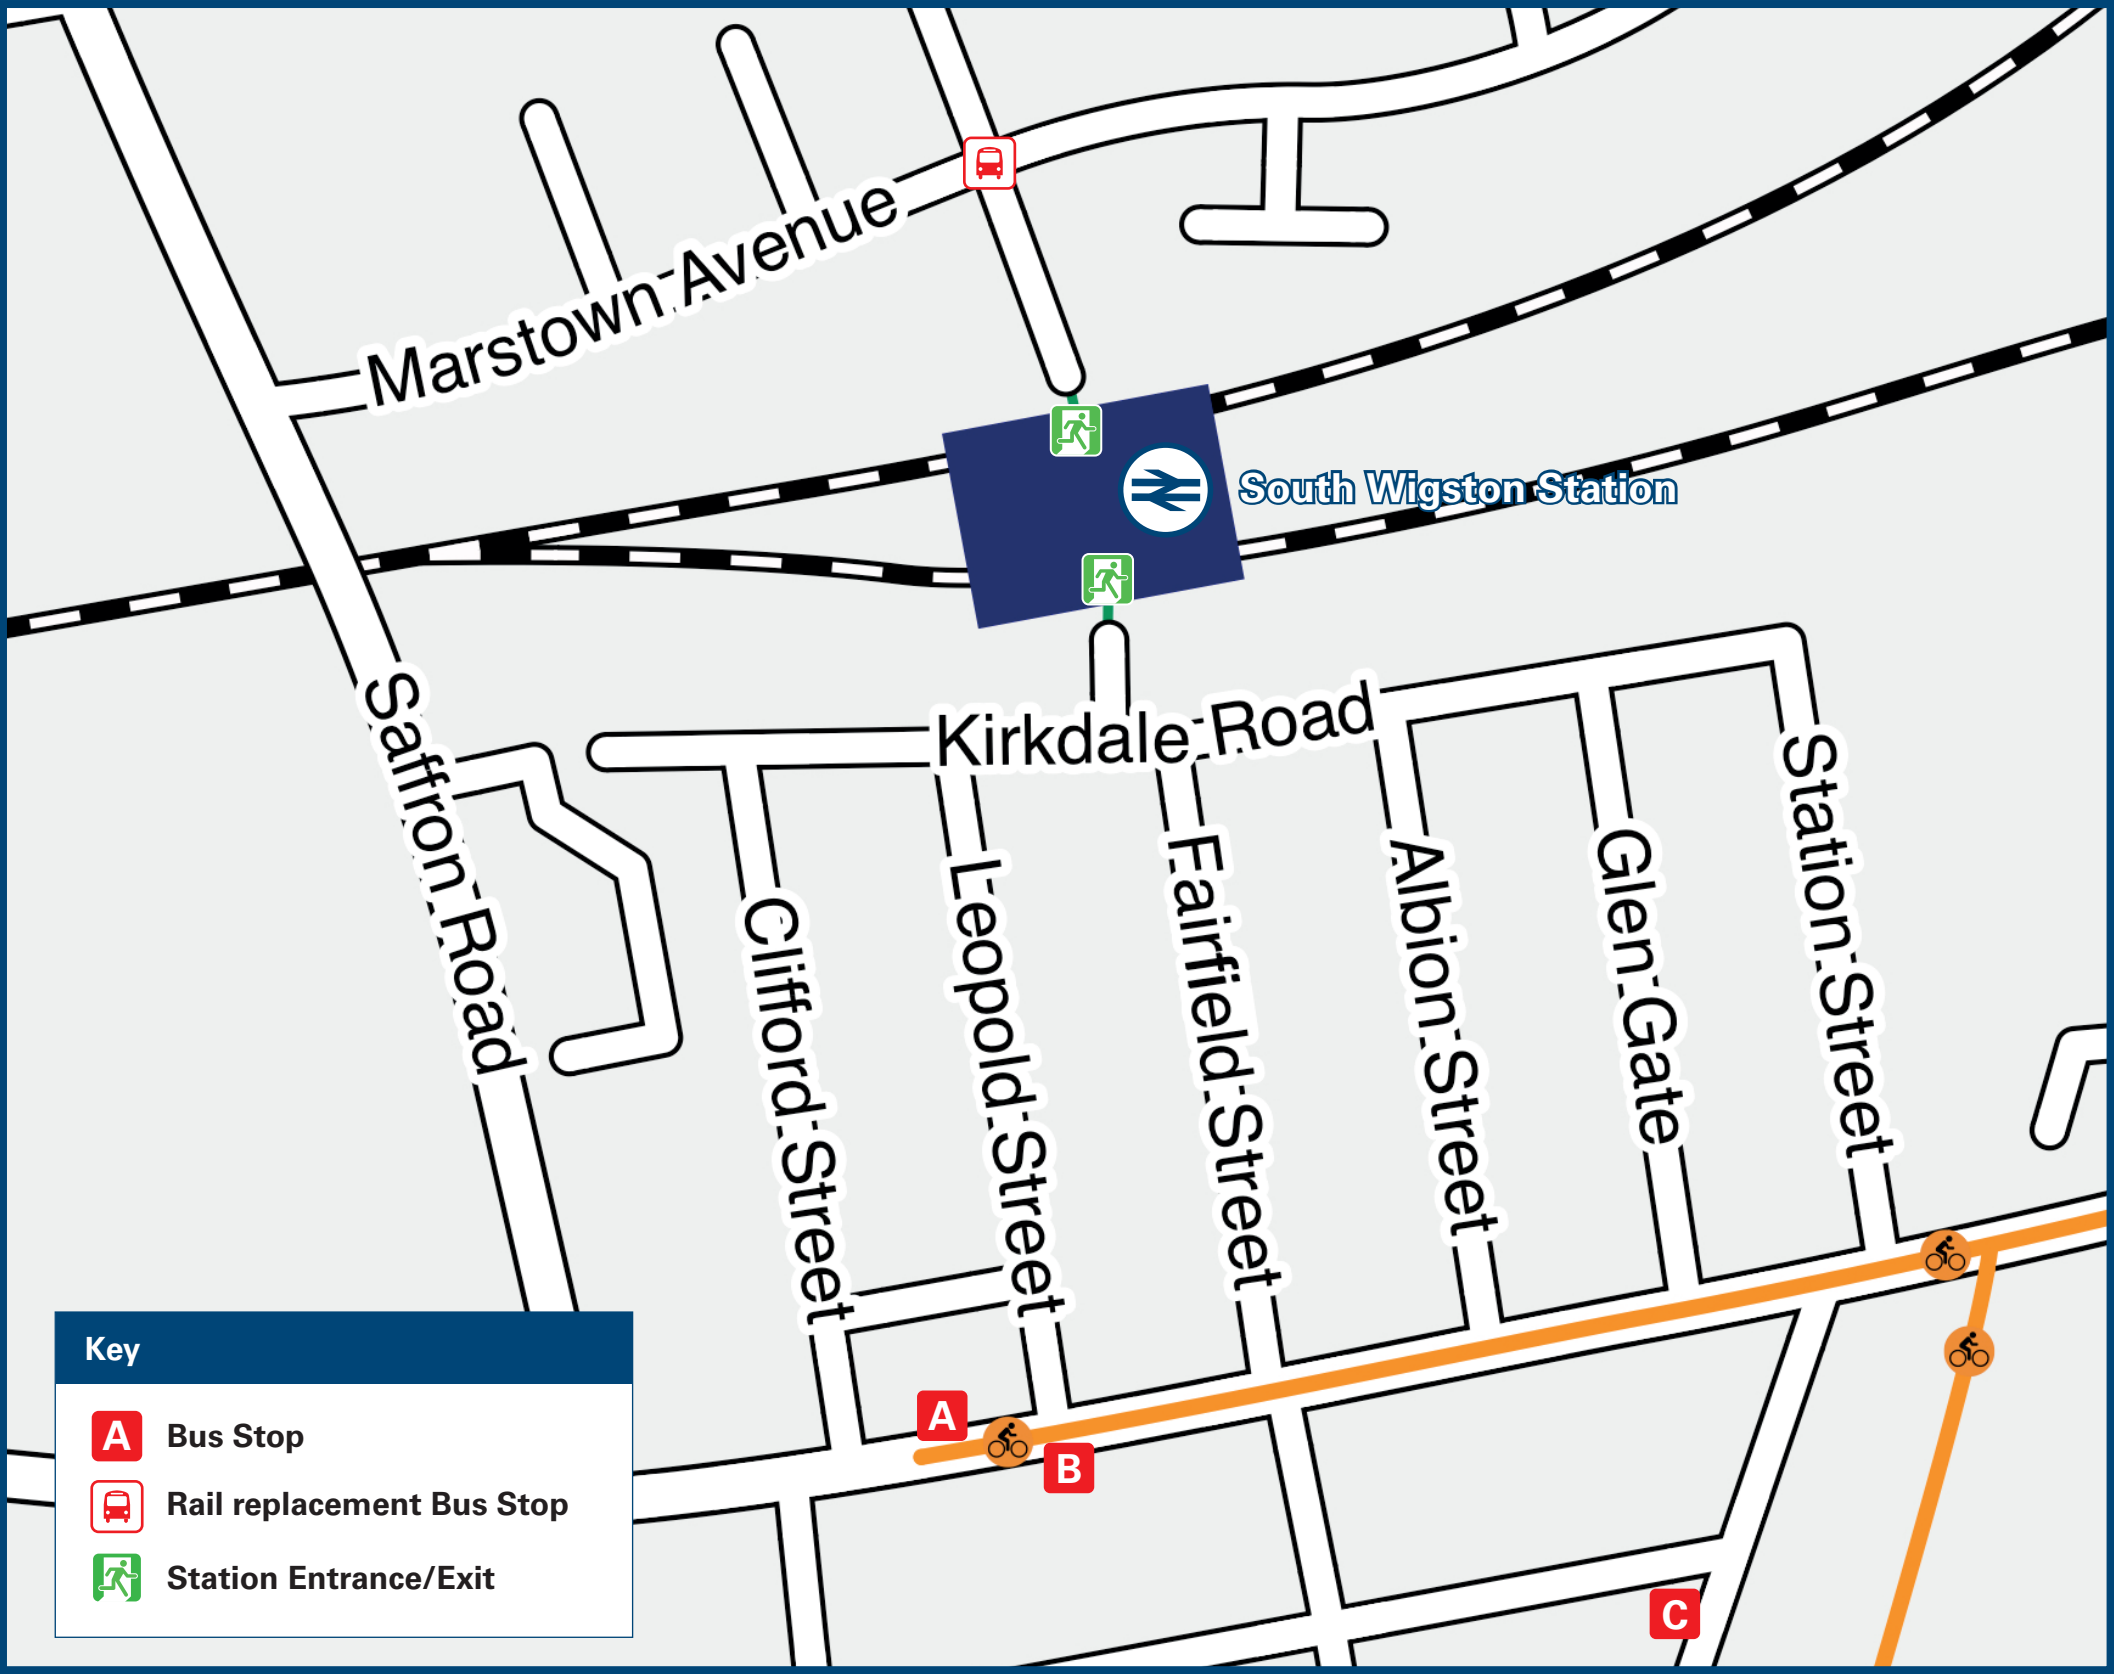 Marstown Avenue
South Wigston Station
Saffron Road
Kirkdale Road
Clifford Street
Leopold Street
Fairfield Street
Albion Street
Glen Gate
Station Street
A
B
C
Key
A Bus Stop
Rail replacement Bus Stop
Station Entrance/Exit